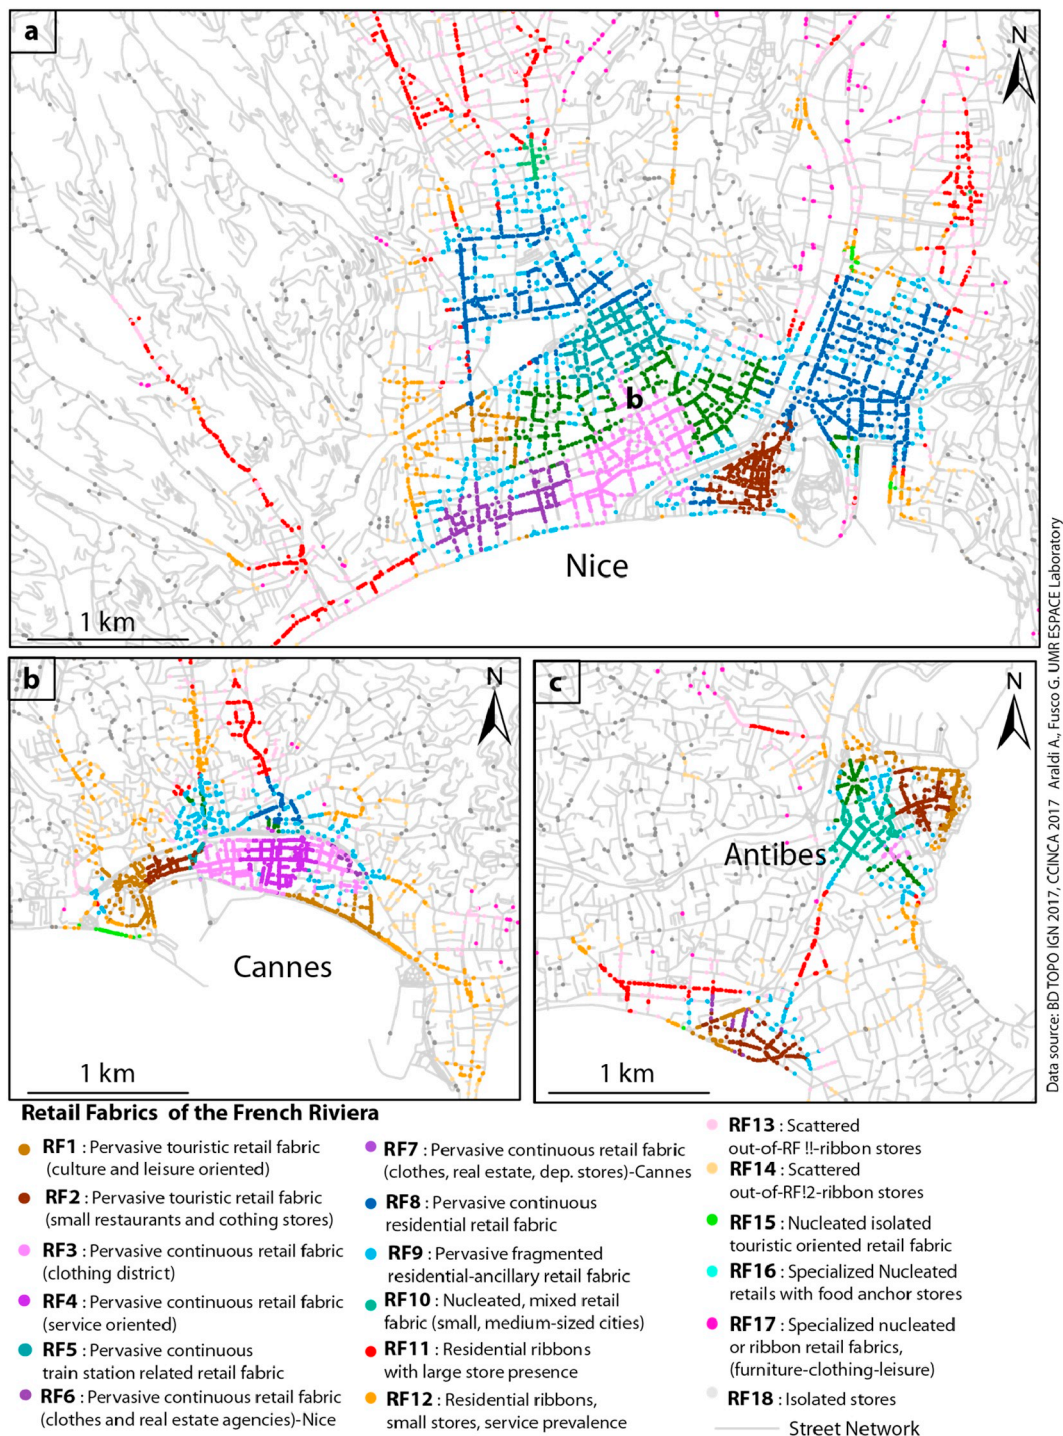 a
N
b
Nice
1 km
b
N
Cannes
1 km
c
N
Antibes
1 km
Data source: BD TOPO IGN 2017, CCINCA 2017 Araldi A., Fusco G. UMR ESPACE Laboratory
Retail Fabrics of the French Riviera
RF1 : Pervasive touristic retail fabric
(culture and leisure oriented)
RF2 : Pervasive touristic retail fabric
(small restaurants and cothing stores)
RF3 : Pervasive continuous retail fabric
(clothing district)
RF4 : Pervasive continuous retail fabric
(service oriented)
RF5 : Pervasive continuous
train station related retail fabric
RF6 : Pervasive continuous retail fabric
(clothes and real estate agencies)-Nice
RF7 : Pervasive continuous retail fabric
(clothes, real estate, dep. stores)-Cannes
RF8 : Pervasive continuous
residential retail fabric
RF9 : Pervasive fragmented
residential-ancillary retail fabric
RF10 : Nucleated, mixed retail
fabric (small, medium-sized cities)
RF11 : Residential ribbons
with large store presence
RF12 : Residential ribbons,
small stores, service prevalence
RF13 : Scattered
out-of-RF !!-ribbon stores
RF14 : Scattered
out-of-RF!2-ribbon stores
RF15 : Nucleated isolated
touristic oriented retail fabric
RF16 : Specialized Nucleated
retails with food anchor stores
RF17 : Specialized nucleated
or ribbon retail fabrics,
(furniture-clothing-leisure)
RF18 : Isolated stores
Street Network